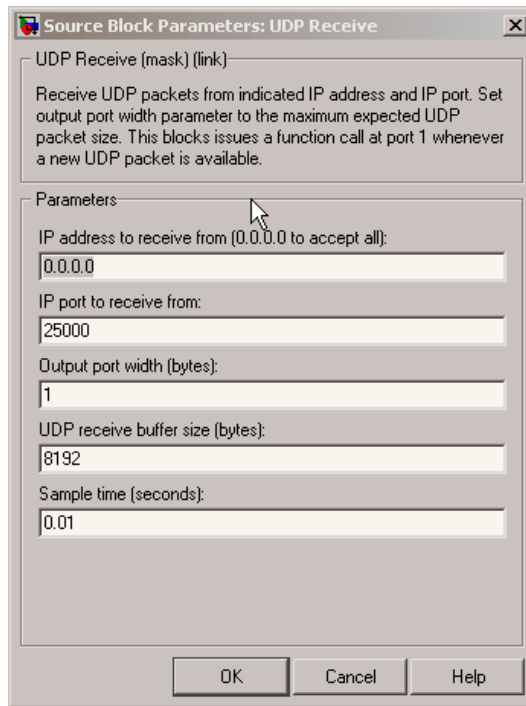 Source Block Parameters: UDP Receive
UDP Receive (mask) (link)
Receive UDP packets from indicated IP address and IP port. Set
output port width parameter to the maximum expected UDP
packet size. This blocks issues a function call at port 1 whenever
a new UDP packet is available.
Parameters
IP address to receive from (0.0.0.0 to accept all):
0.0.0.0
IP port to receive from:
25000
Output port width (bytes):
1
UDP receive buffer size (bytes):
8192
Sample time (seconds):
0.01
OK Cancel Help